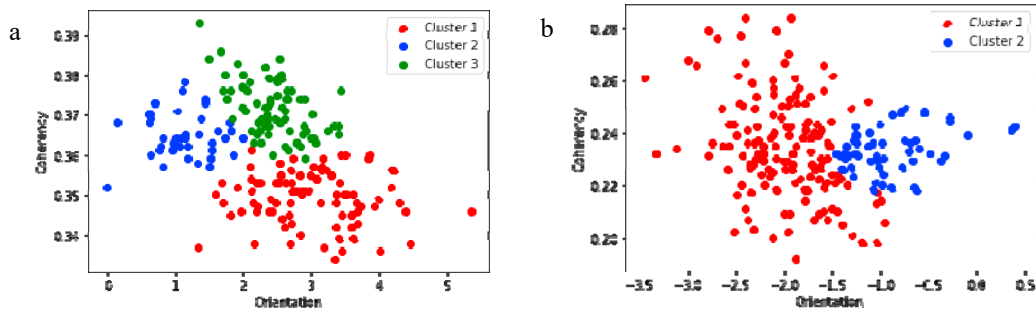 a
0.39
0.38
0.37
0.36
0.35
0.34
Coherency
0 1 2 3 4 5
Orientation
Cluster 1
Cluster 2
Cluster 3
b
0.28
0.26
0.24
0.22
0.20
Coherency
−3.5 −3.0 −2.5 −2.0 −1.5 −1.0 −0.5 0.0 0.5
Orientation
Cluster 1
Cluster 2